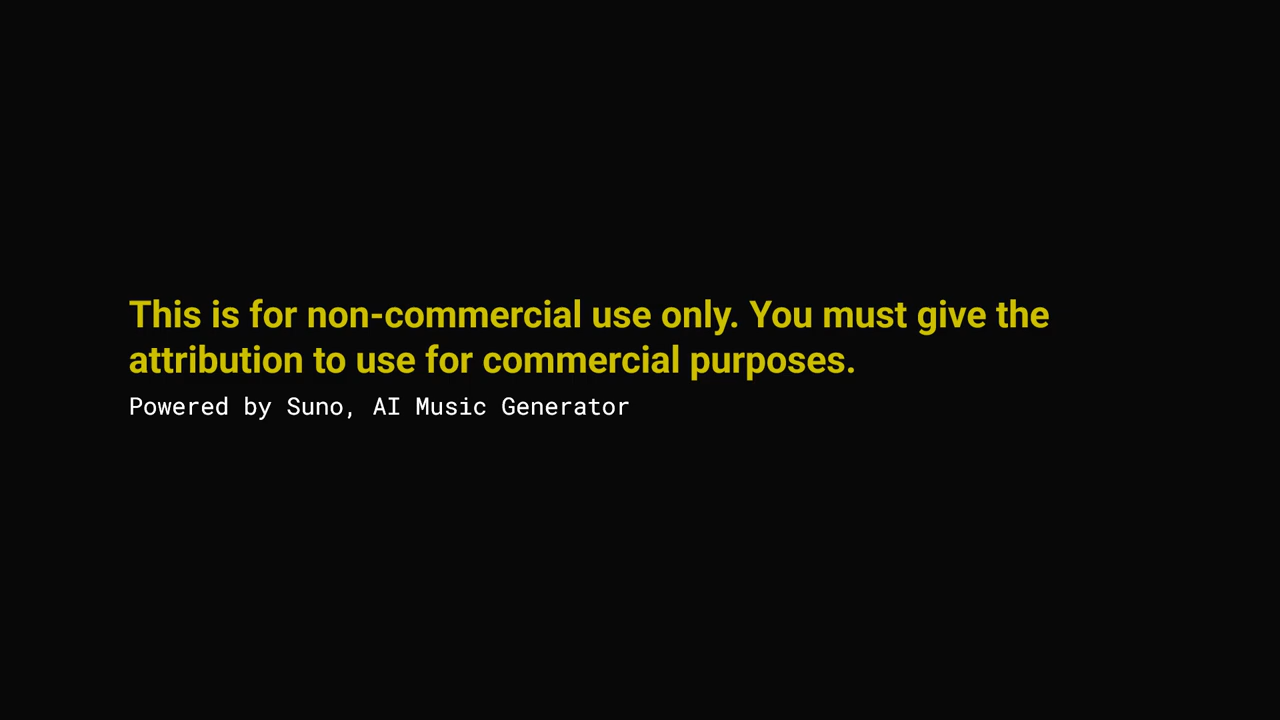 This is for non-commercial use only. You must give the
attribution to use for commercial purposes.
Powered by Suno, AI Music Generator